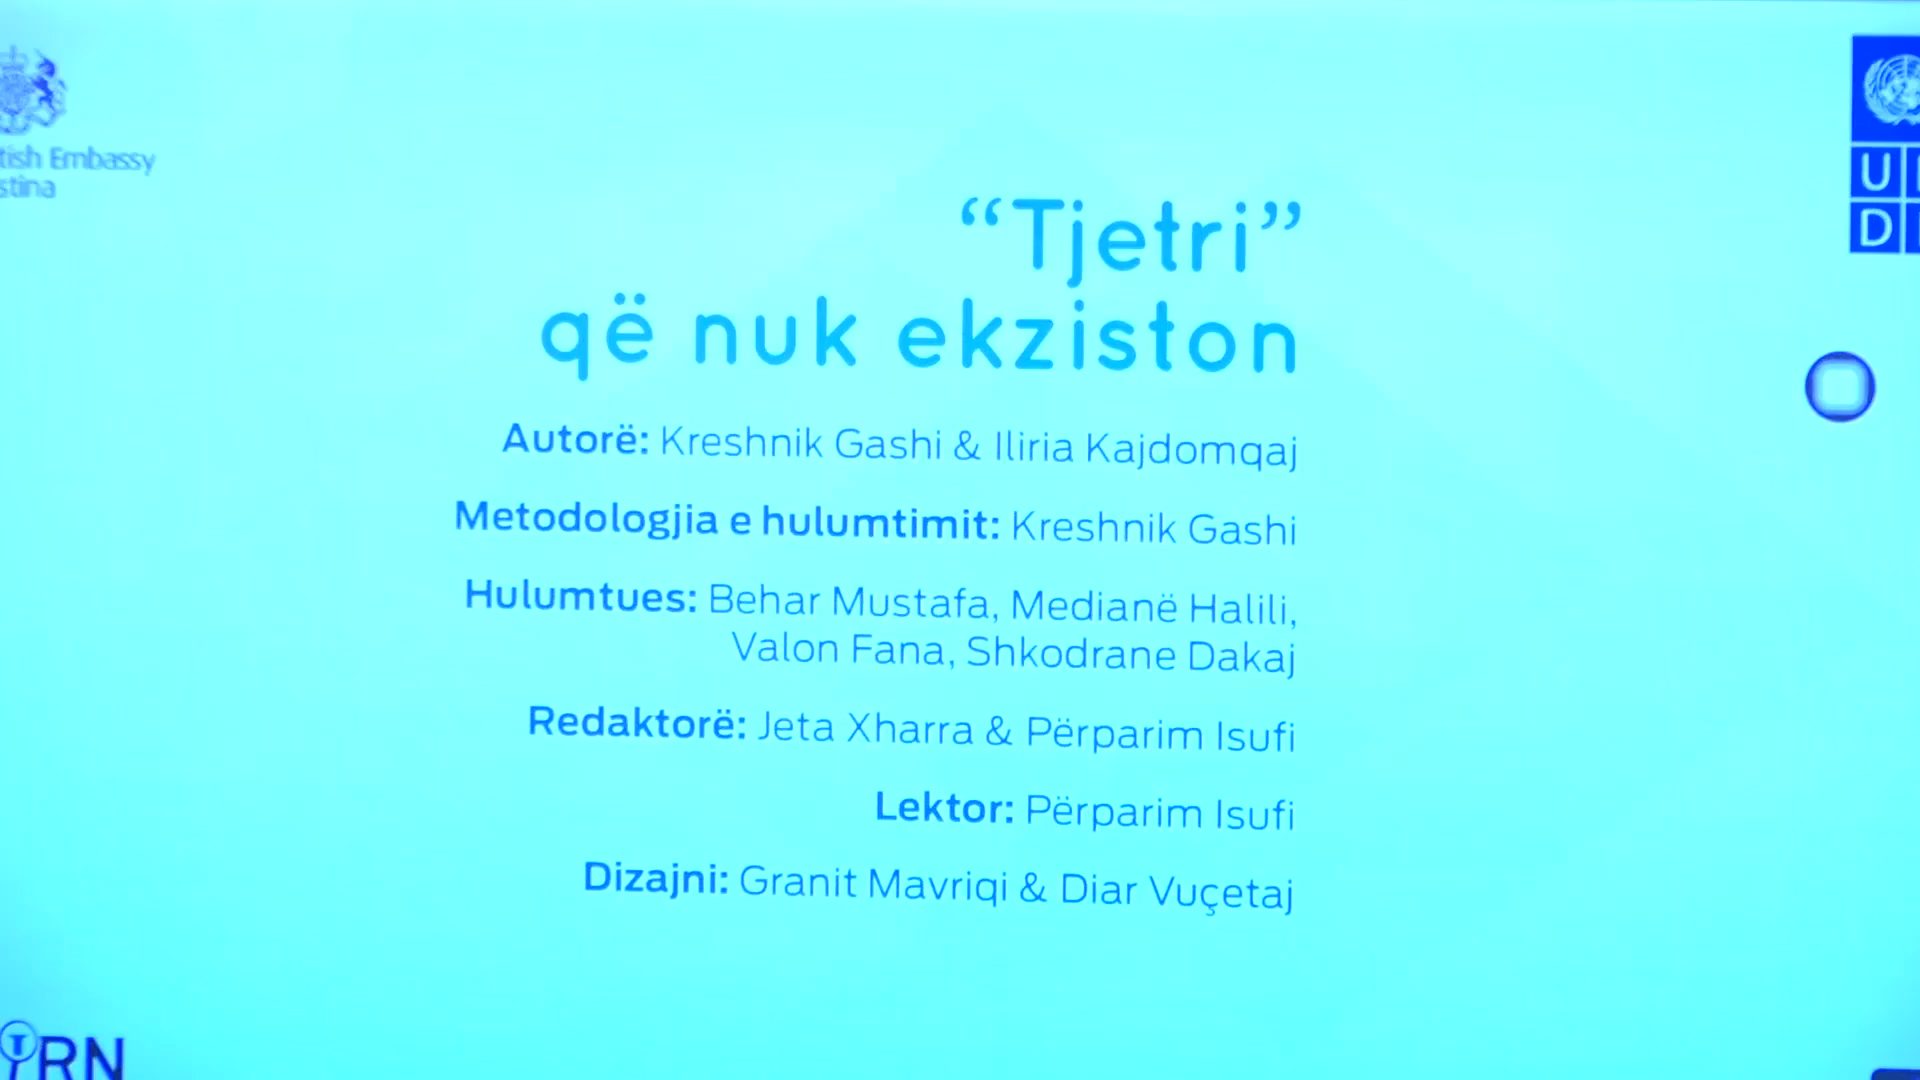 tish Embassy
stina
U
D
“Tjetri”
që nuk ekziston
Autorë: Kreshnik Gashi & Iliria Kajdomqaj
Metodologjia e hulumtimit: Kreshnik Gashi
Hulumtues: Behar Mustafa, Medianë Halili,
Valon Fana, Shkodrane Dakaj
Redaktorë: Jeta Xharra & Përparim Isufi
Lektor: Përparim Isufi
Dizajni: Granit Mavriqi & Diar Vuçetaj
TRN